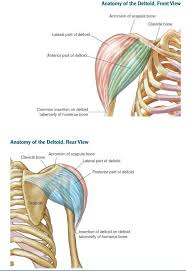 Anatomy of the Deltoid, Front View
Acromion of scapula bone
Clavicle bone
Lateral part of deltoid
Anterior part of deltoid
Common insertion on deltoid
tuberosity of humerus bone
Anatomy of the Deltoid, Rear View
Acromion of scapula bone
Clavicle bone
Lateral part of deltoid
Posterior part of deltoid
Scapula
Insertion of deltoid on deltoid
tuberosity of humerus bone